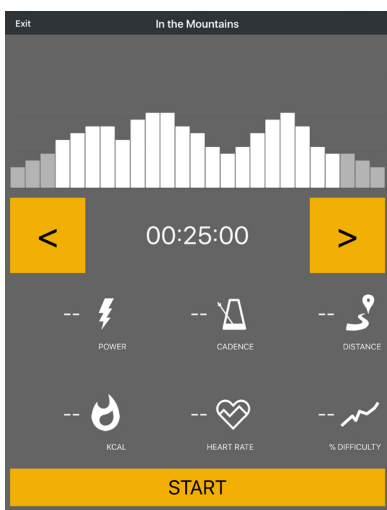 Exit In the Mountains
< 00:25:00 >
-- -- --
POWER CADENCE DISTANCE
-- -- --
KCAL HEART RATE % DIFFICULTY
START